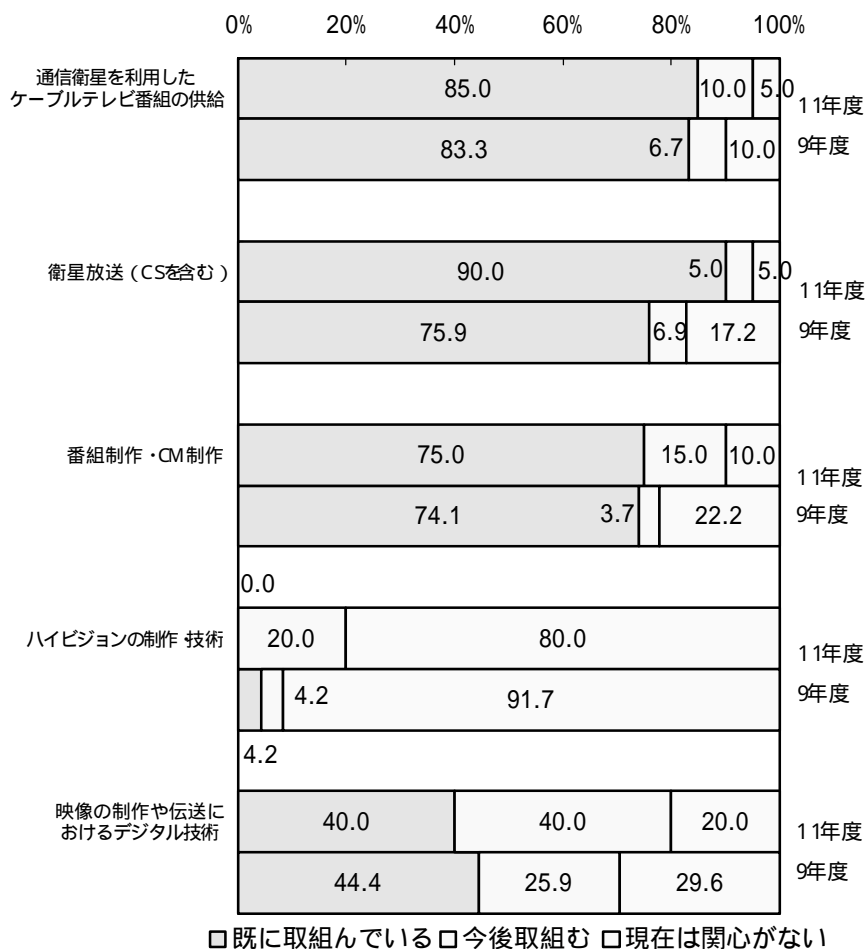 0% 20% 40% 60% 80% 100%
通信衛星を利用した
ケーブルテレビ番組の供給
85.0 10.0 5.0 11年度
83.3 6.7 10.0 9年度
衛星放送(CSを含む)
90.0 5.0 5.0 11年度
75.9 6.9 17.2 9年度
番組制作・CM制作
75.0 15.0 10.0 11年度
74.1 3.7 22.2 9年度
0.0
ハイビジョンの制作・技術 20.0 80.0 11年度
4.2 91.7 9年度
4.2
映像の制作や伝送に
おけるデジタル技術
40.0 40.0 20.0 11年度
44.4 25.9 29.6 9年度
既に取組んでいる 今後取組む 現在は関心がない